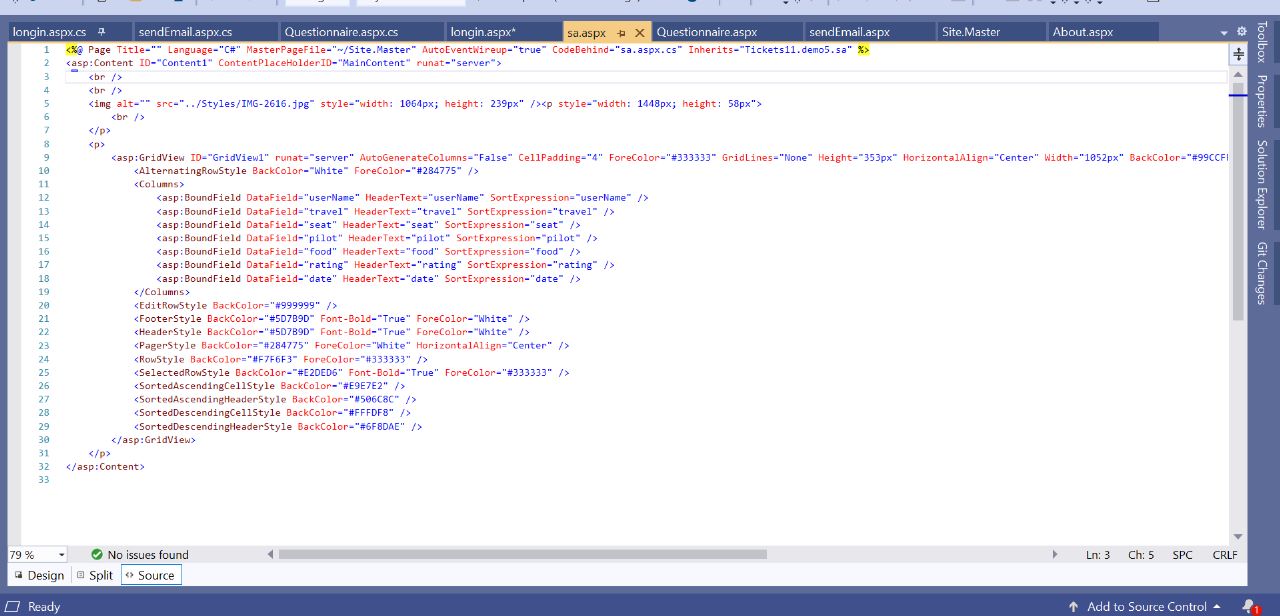 longin.aspx.cs sendEmail.aspx.cs Questionnaire.aspx.cs longin.aspx* sa.aspx Questionnaire.aspx sendEmail.aspx Site.Master About.aspx
1 <%@ Page Title="" Language="C#" MasterPageFile="~/Site.Master" AutoEventWireup="true" CodeBehind="sa.aspx.cs" Inherits="Tickets11.demo5.sa" %>
2 <asp:Content ID="Content1" ContentPlaceHolderID="MainContent" runat="server">
3 <br />
4 <br />
5 <img alt="" src="../Styles/IMG-2616.jpg" style="width: 1064px; height: 239px" /><p style="width: 1448px; height: 58px">
6 <br />
7 </p>
8 <p>
9 <asp:GridView ID="GridView1" runat="server" AutoGenerateColumns="False" CellPadding="4" ForeColor="#333333" GridLines="None" Height="353px" HorizontalAlign="Center" Width="1052px" BackColor="#99CCF
10 <AlternatingRowStyle BackColor="White" ForeColor="#284775" />
11 <Columns>
12 <asp:BoundField DataField="userName" HeaderText="userName" SortExpression="userName" />
13 <asp:BoundField DataField="travel" HeaderText="travel" SortExpression="travel" />
14 <asp:BoundField DataField="seat" HeaderText="seat" SortExpression="seat" />
15 <asp:BoundField DataField="pilot" HeaderText="pilot" SortExpression="pilot" />
16 <asp:BoundField DataField="food" HeaderText="food" SortExpression="food" />
17 <asp:BoundField DataField="rating" HeaderText="rating" SortExpression="rating" />
18 <asp:BoundField DataField="date" HeaderText="date" SortExpression="date" />
19 </Columns>
20 <EditRowStyle BackColor="#999999" />
21 <FooterStyle BackColor="#5D7B9D" Font-Bold="True" ForeColor="White" />
22 <HeaderStyle BackColor="#5D7B9D" Font-Bold="True" ForeColor="White" />
23 <PagerStyle BackColor="#284775" ForeColor="White" HorizontalAlign="Center" />
24 <RowStyle BackColor="#F7F6F3" ForeColor="#333333" />
25 <SelectedRowStyle BackColor="#E2DED6" Font-Bold="True" ForeColor="#333333" />
26 <SortedAscendingCellStyle BackColor="#E9E7E2" />
27 <SortedAscendingHeaderStyle BackColor="#506C8C" />
28 <SortedDescendingCellStyle BackColor="#FFFDF8" />
29 <SortedDescendingHeaderStyle BackColor="#6F8DAE" />
30 </asp:GridView>
31 </p>
32 </asp:Content>
33
Toolbox
Properties
Solution Explorer
Git Changes
79 % No issues found Ln: 3 Ch: 5 SPC CRLF
Design Split Source
Ready Add to Source Control 1